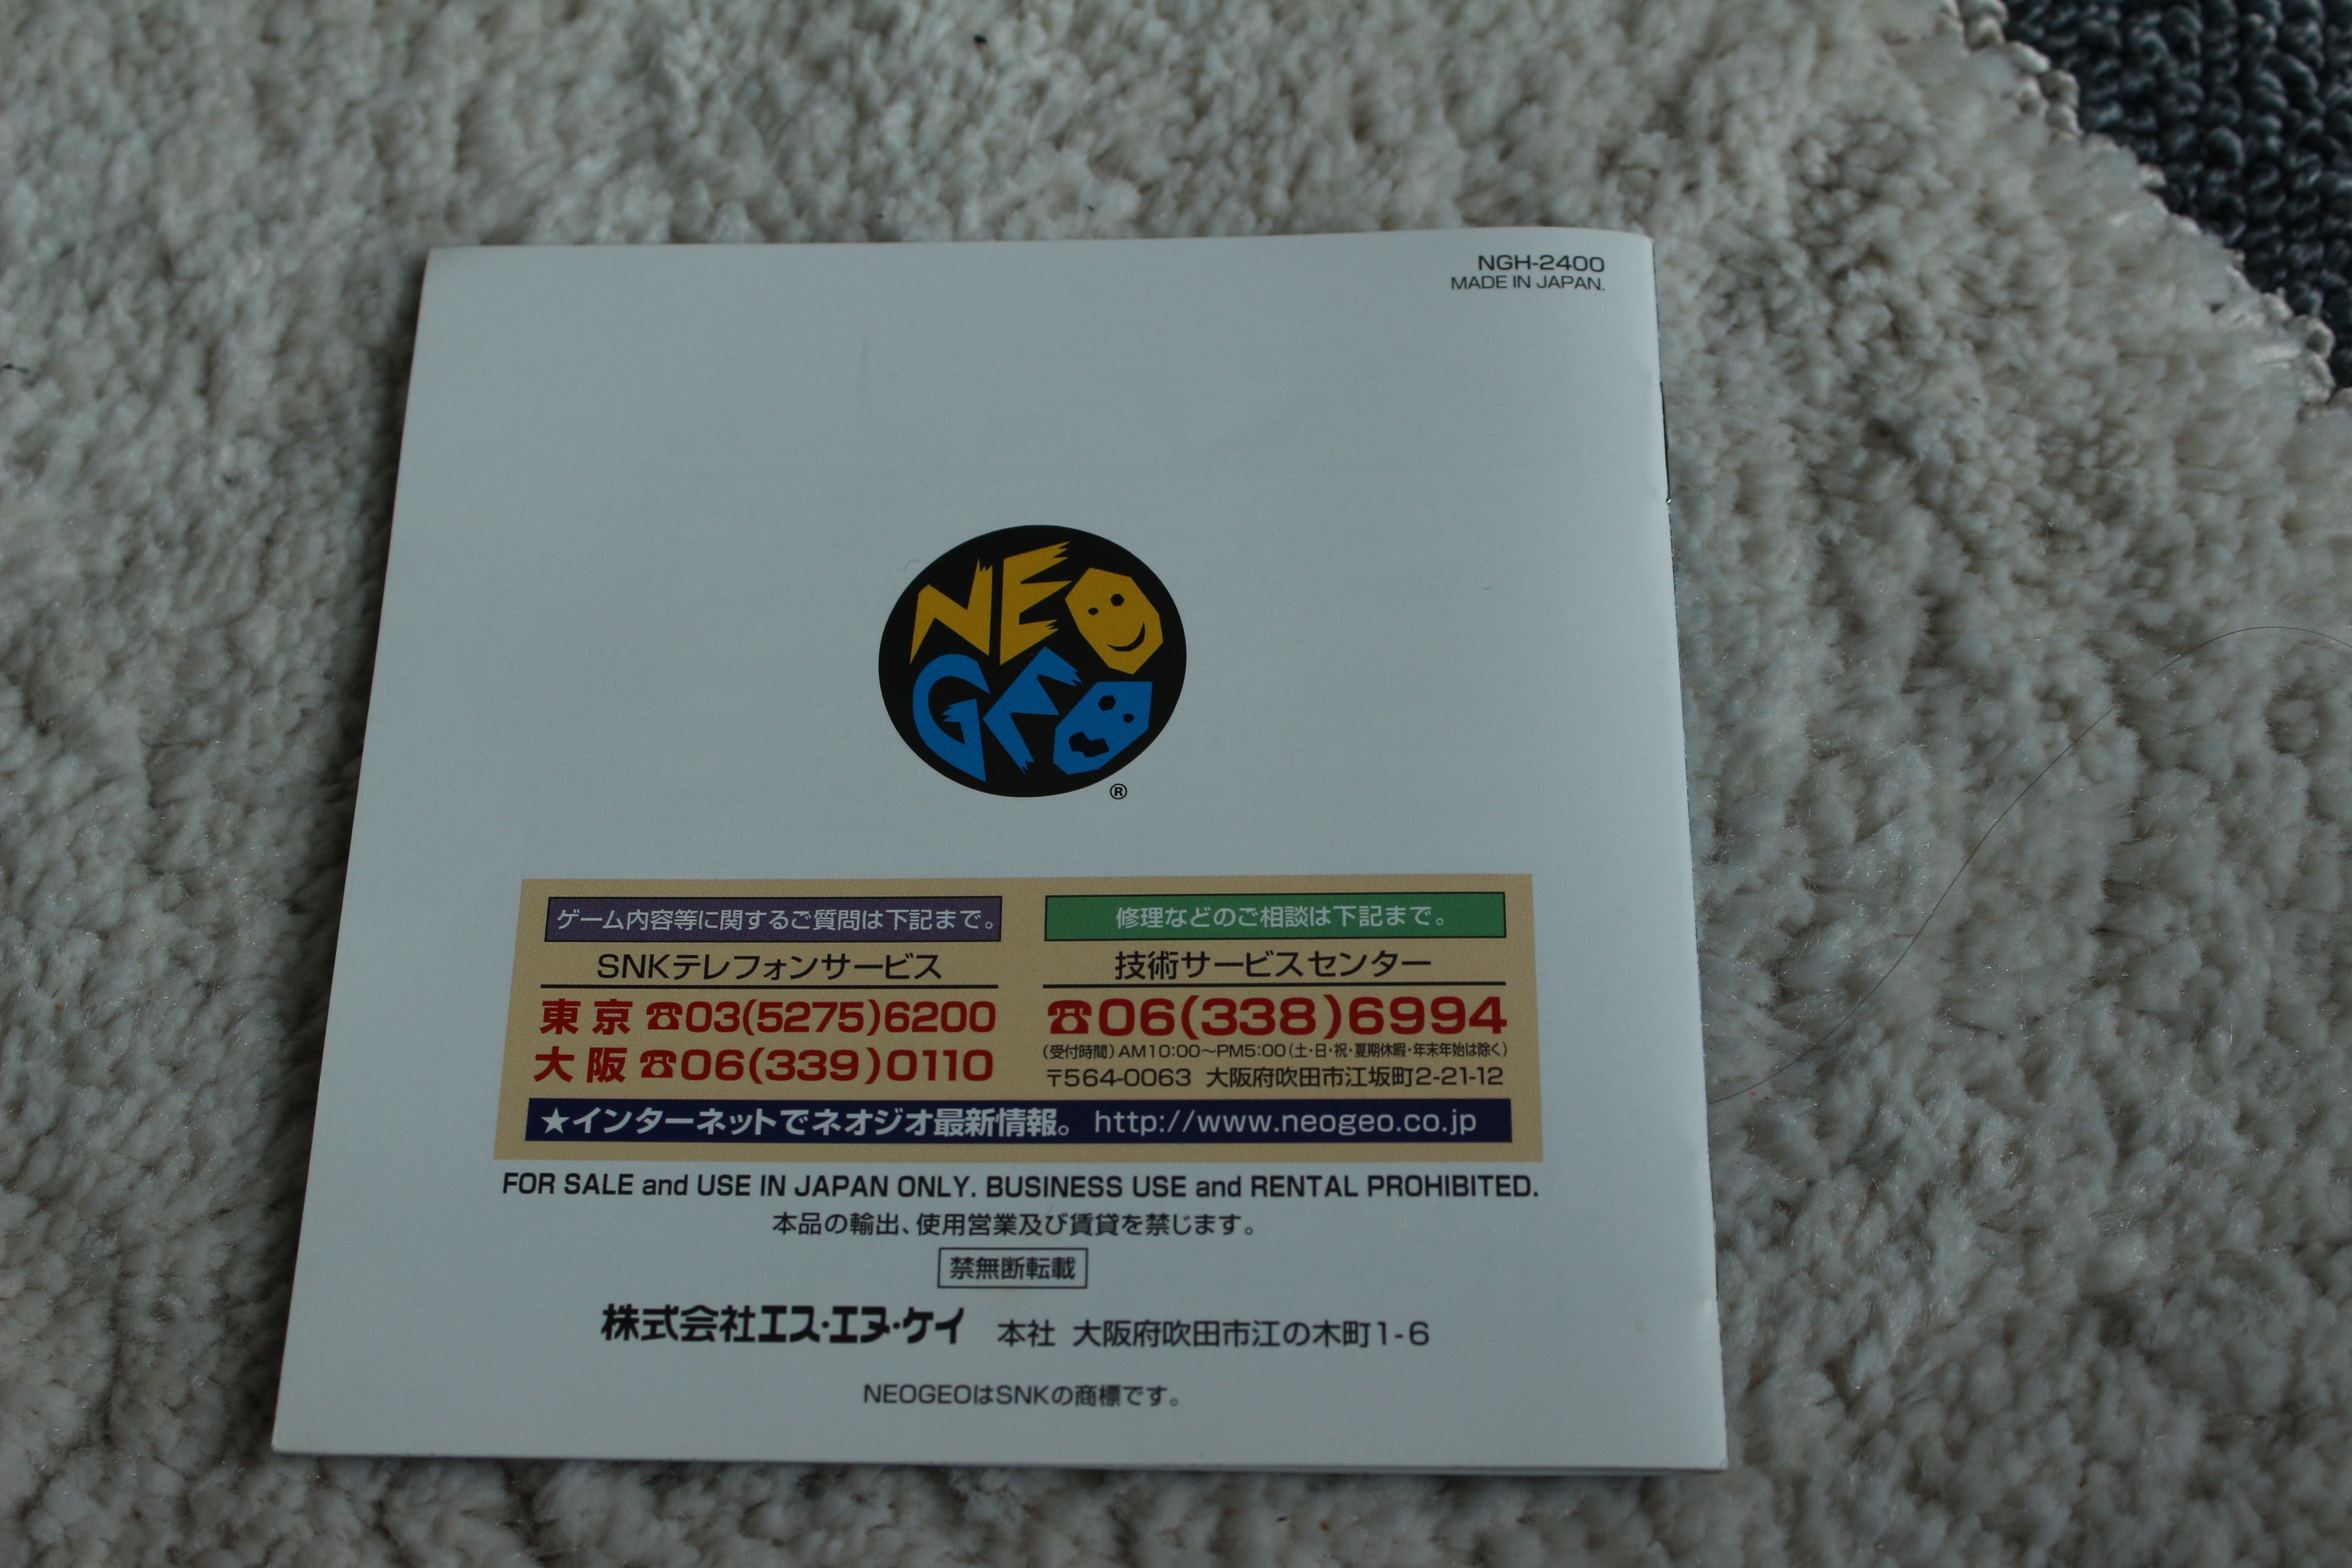 NGH-2400
MADE IN JAPAN.
NEO
GEO
®
ゲーム内容等に関するご質問は下記まで。
SNKテレフォンサービス
東京 ☎03(5275)6200
大阪 ☎06(339)0110
修理などのご相談は下記まで。
技術サービスセンター
☎06(338)6994
(受付時間)AM10:00〜PM5:00(土・日・祝・夏期休暇・年末年始は除く)
〒564-0063 大阪府吹田市江坂町2-21-12
★インターネットでネオジオ最新情報。 http://www.neogeo.co.jp
FOR SALE and USE IN JAPAN ONLY. BUSINESS USE and RENTAL PROHIBITED.
本品の輸出、使用営業及び賃貸を禁じます。
禁無断転載
株式会社エス・エヌ・ケイ 本社 大阪府吹田市江の木町1-6
NEOGEOはSNKの商標です。